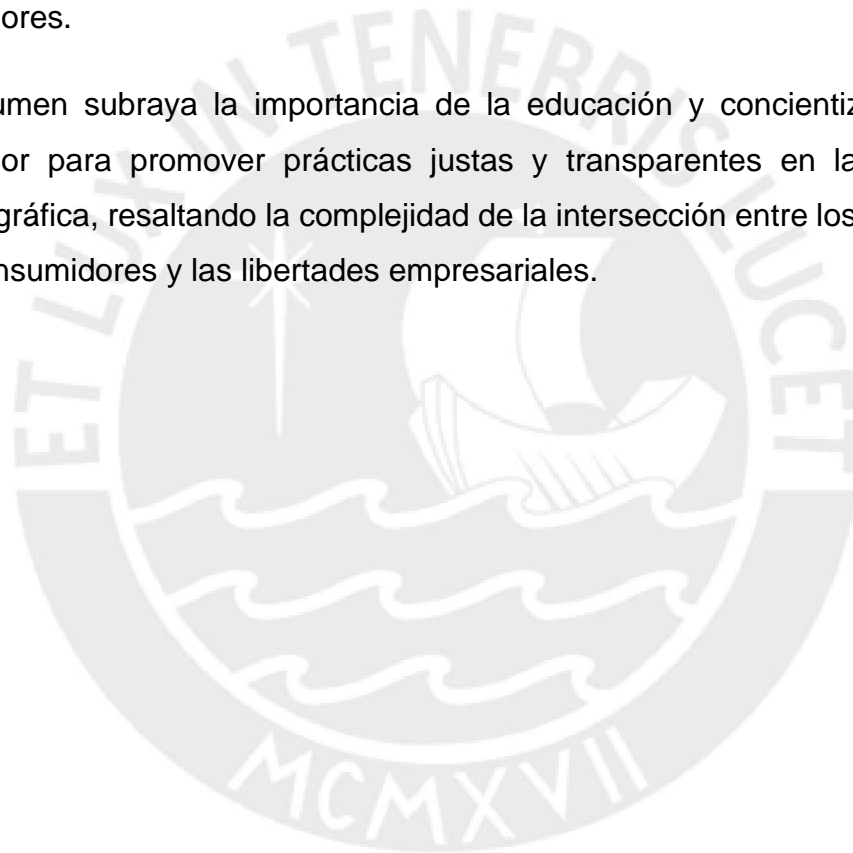 ores.
umen subraya la importancia de la educación y concientiz
or para promover prácticas justas y transparentes en la
gráfica, resaltando la complejidad de la intersección entre los
nsumidores y las libertades empresariales.
ET LUX IN TENEBRIS LUCET
MCMXVII